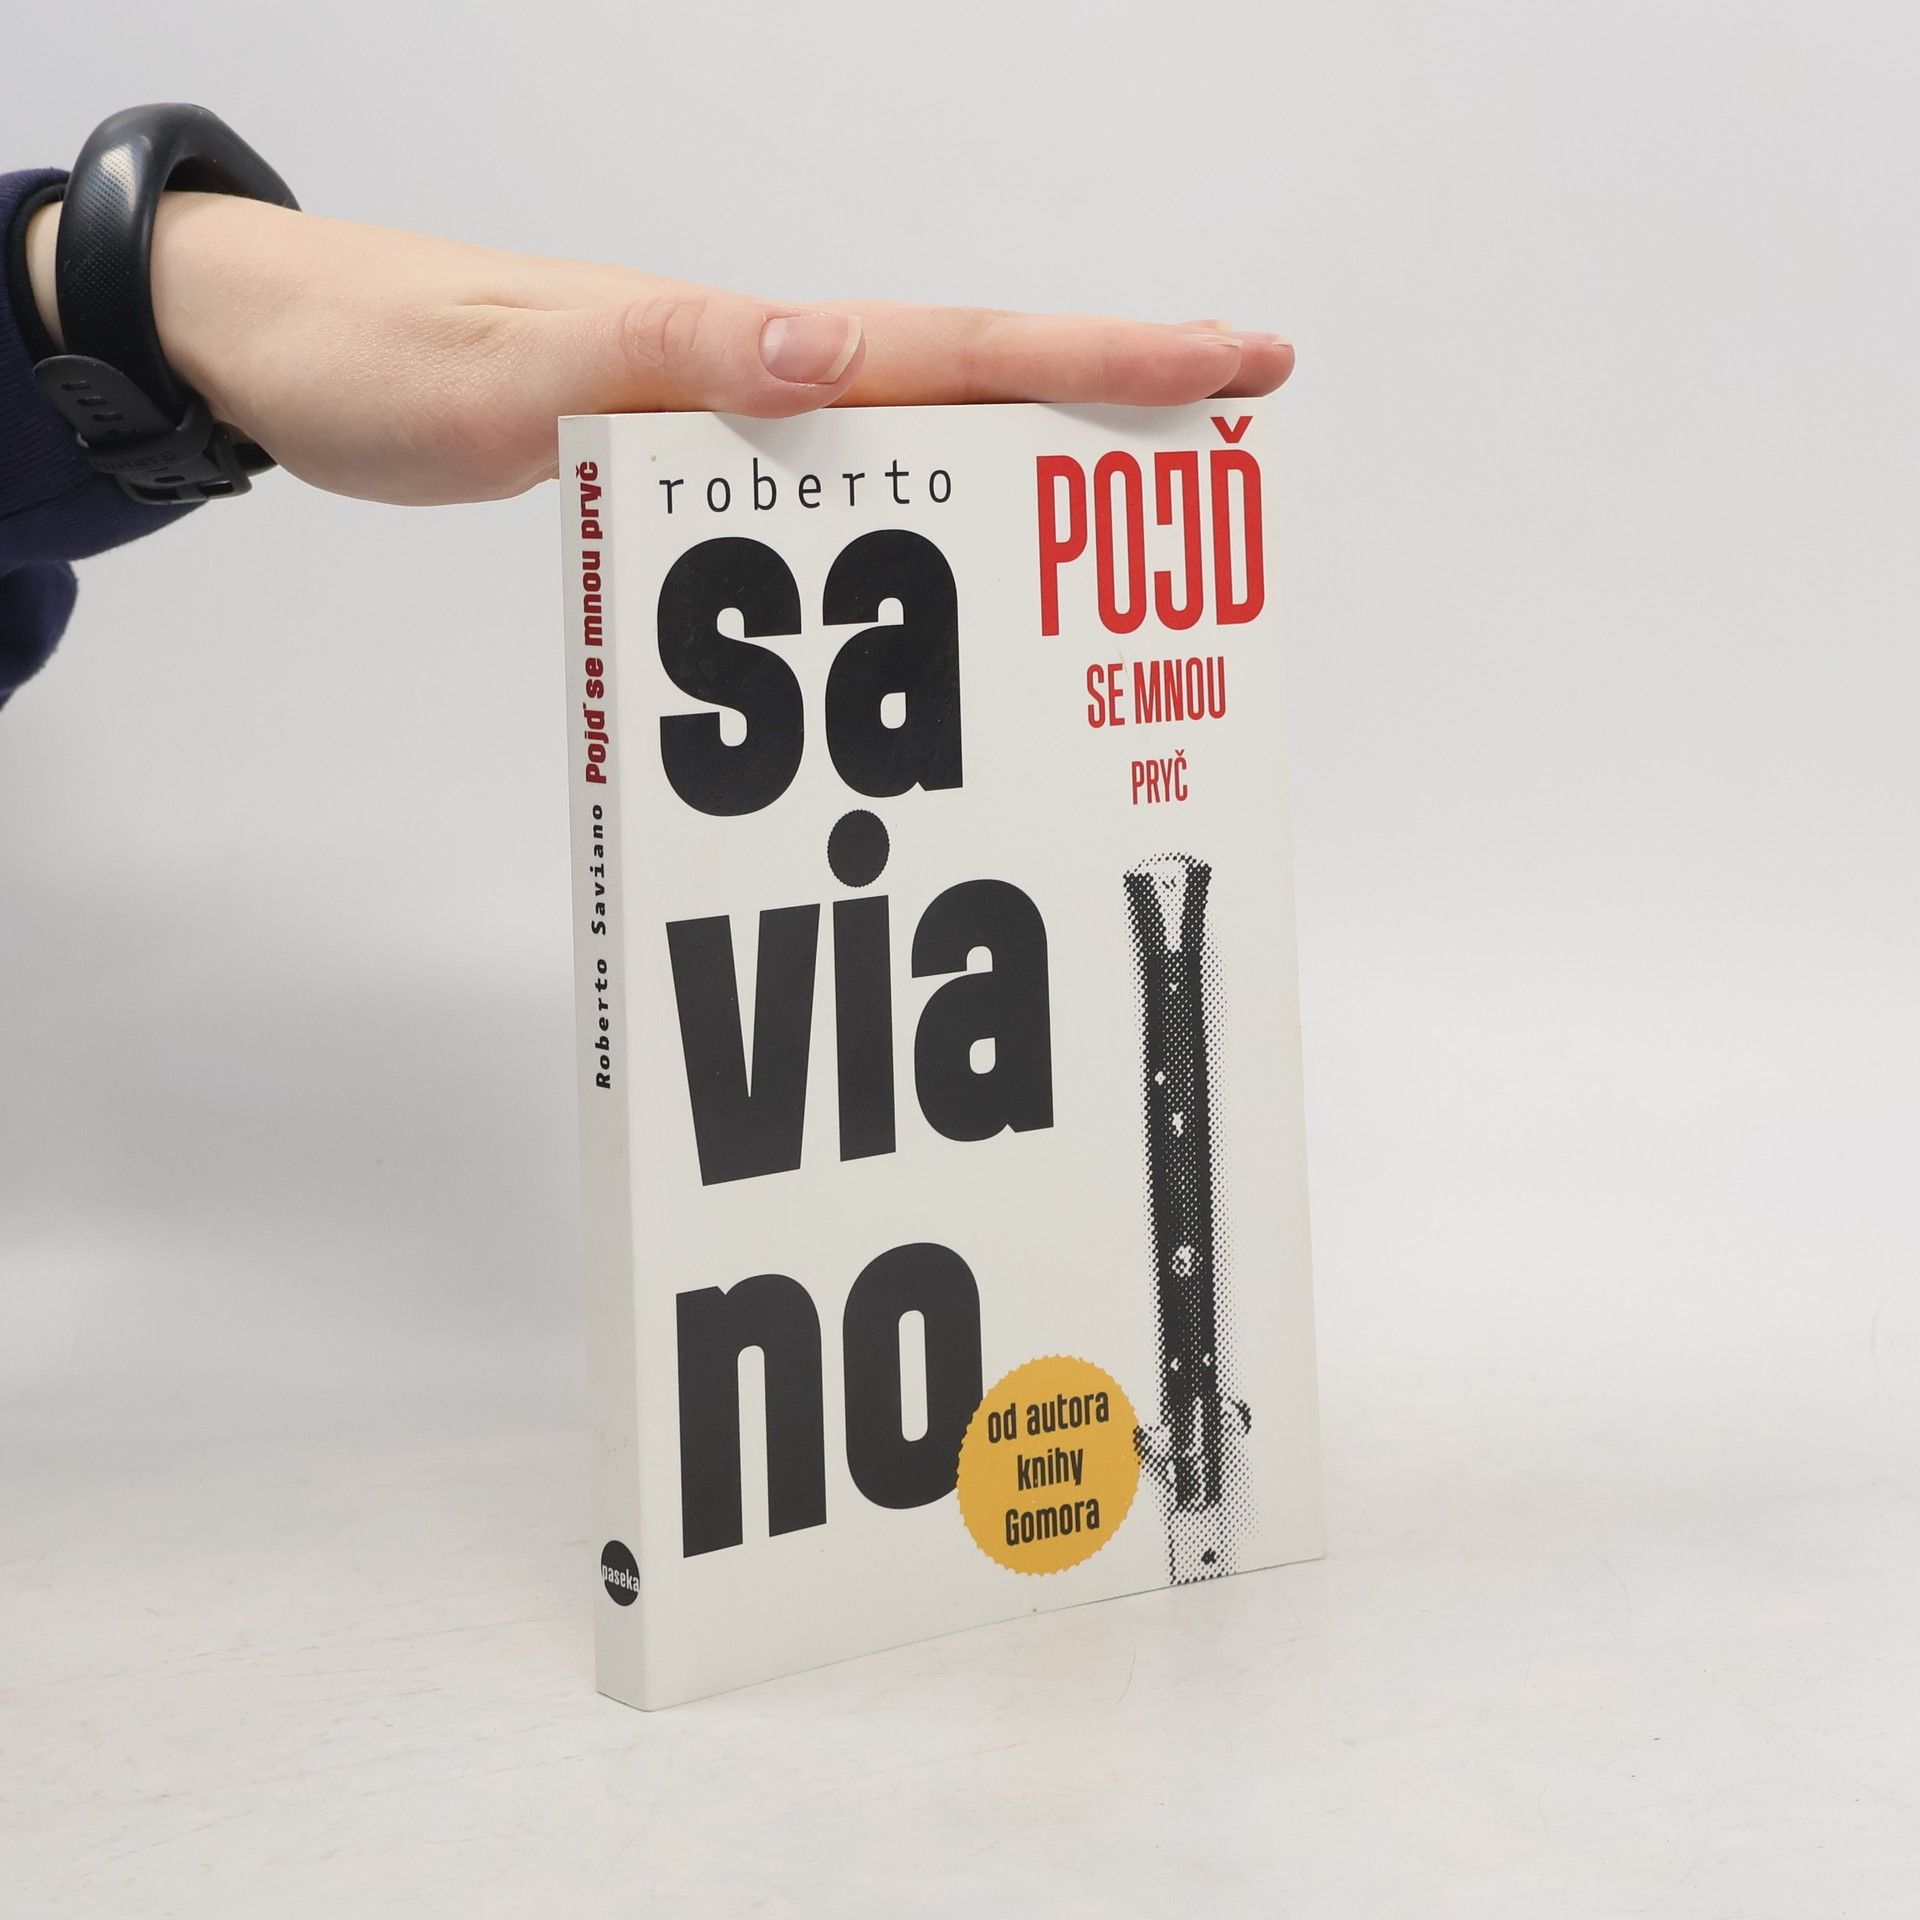 Roberto Saviano Pojď se mnou pryč
paseka
roberto
sa
via
no
POJĎ
SE MNOU
PRYČ
od autora
knihy
Gomora